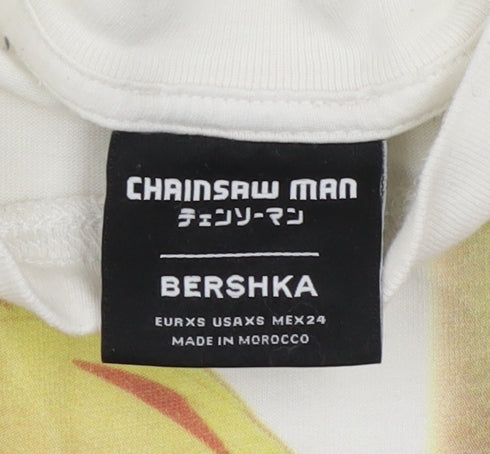 CHAINSAW MAN
チェンソーマン
BERSHKA
EURXS USAXS MEX24
MADE IN MOROCCO